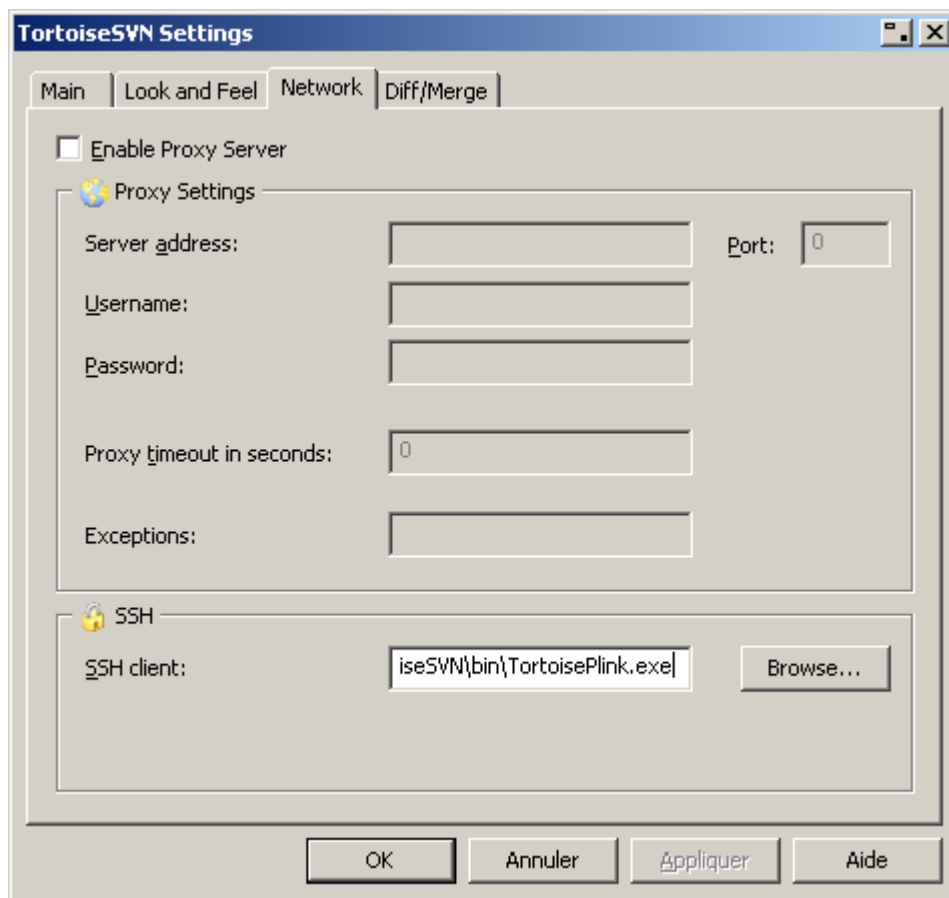 TortoiseSVN Settings
Main Look and Feel Network Diff/Merge
Enable Proxy Server
Proxy Settings
Server address: Port: 0
Username:
Password:
Proxy timeout in seconds: 0
Exceptions:
SSH
SSH client: iseSVN\bin\TortoisePlink.exe Browse...
OK Annuler Appliquer Aide